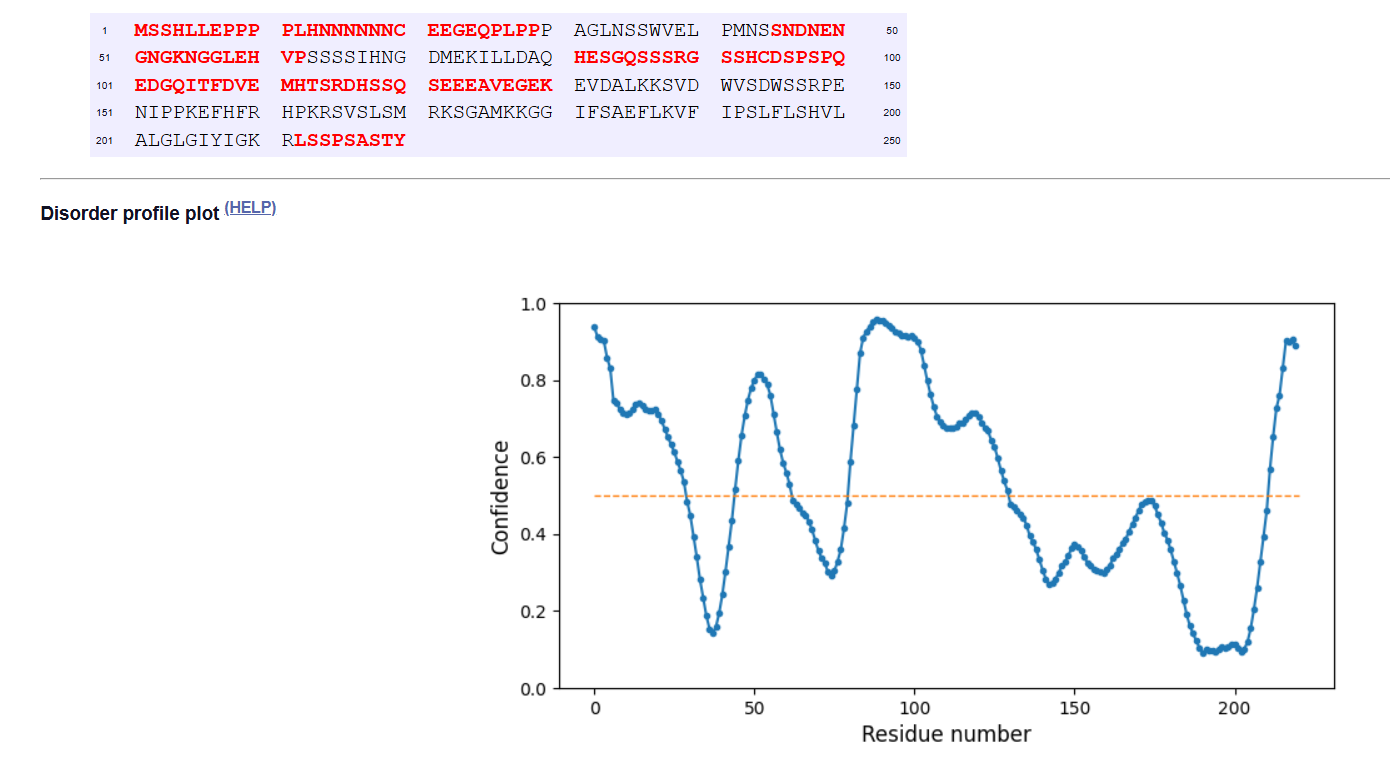 1 MSSHLLEPPP PLHNNNNNNC EEGEQPLPPP AGLNSSWVEL PMNSSNDNEN 50
51 GNGKNGGLEH VPSSSSIHNG DMEKILLDAQ HESGQSSSRG SSHCDSPSPQ 100
101 EDGQITFDVE MHTSRDHSSQ SEEEAVEGEK EVDALKKSVD WVSDWSSRPE 150
151 NIPPKEFHFR HPKRSVSLSM RKSGAMKKGG IFSAEFLKVF IPSLFLSHVL 200
201 ALGLGIYIGK RLSSPSASTY 250
Disorder profile plot (HELP)
1.0
0.8
0.6
0.4
0.2
0.0
Confidence
0 50 100 150 200
Residue number